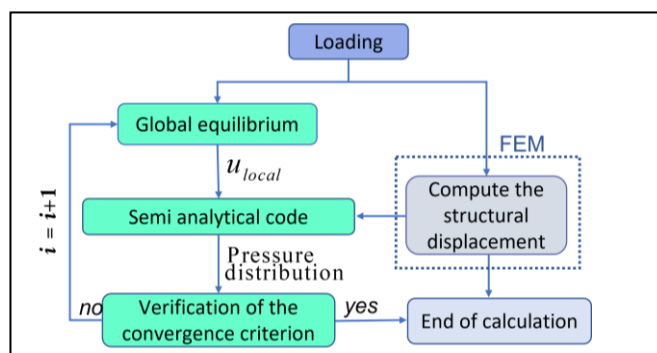 Loading
Global equilibrium
FEM
u_local
Compute the
structural
displacement
Semi analytical code
i = i+1
Pressure
distribution
no
Verification of the
convergence criterion
yes
End of calculation